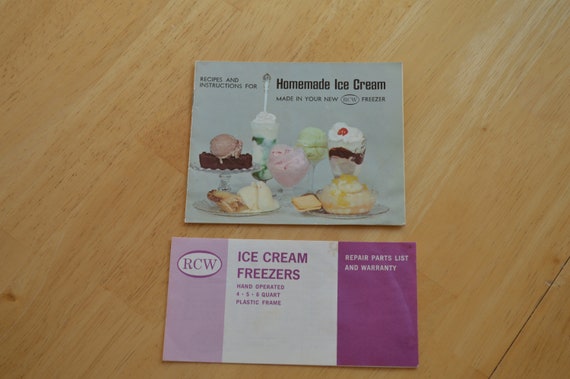 RECIPES AND
INSTRUCTIONS FOR
Homemade Ice Cream
MADE IN YOUR NEW RCW FREEZER
RCW
ICE CREAM
FREEZERS
HAND OPERATED
4 - 5 - 6 QUART
PLASTIC FRAME
REPAIR PARTS LIST
AND WARRANTY